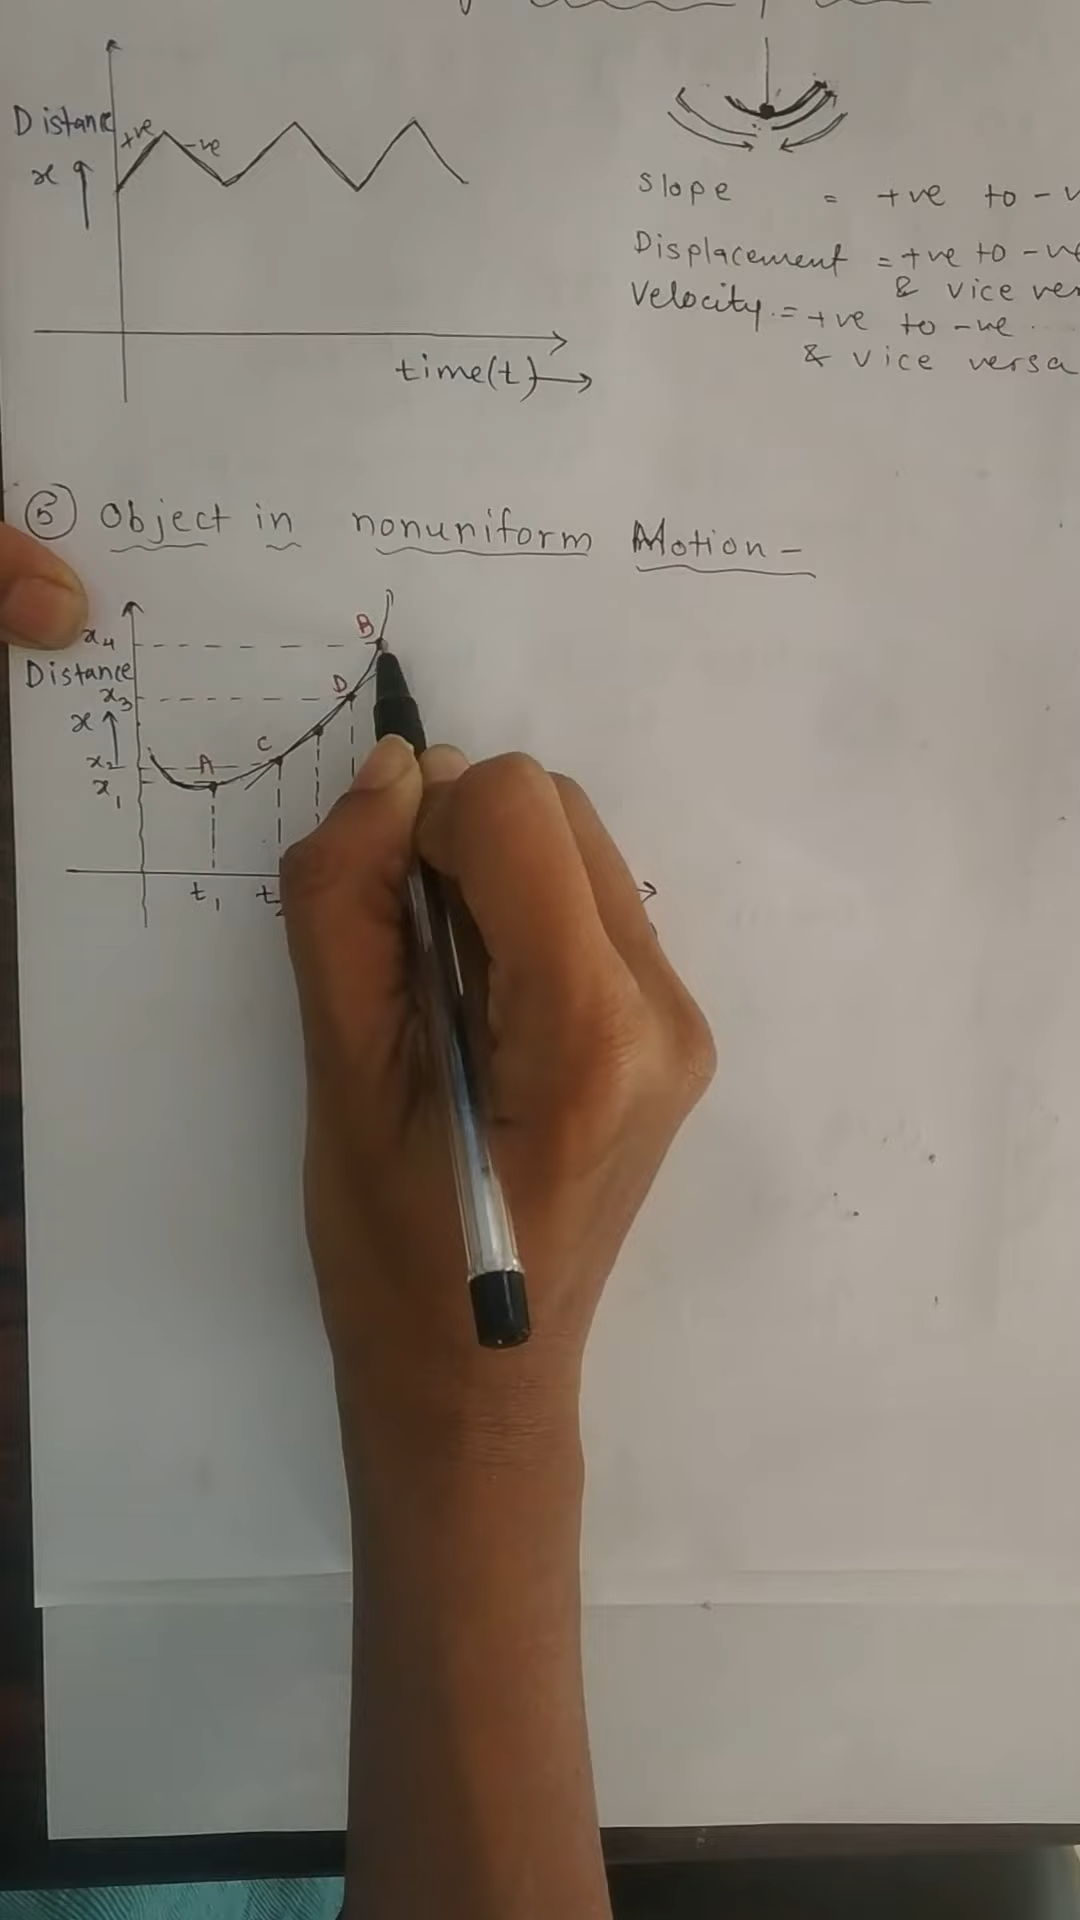 Distance
x
+ve
-ve
time(t)
Slope = +ve to -v
Displacement = +ve to -ve
& vice ver
Velocity. = +ve to -ve
& vice versa
5 Object in nonuniform Motion -
x4
Distance
x3
x
x2
x1
A
C
D
B
t1
t2